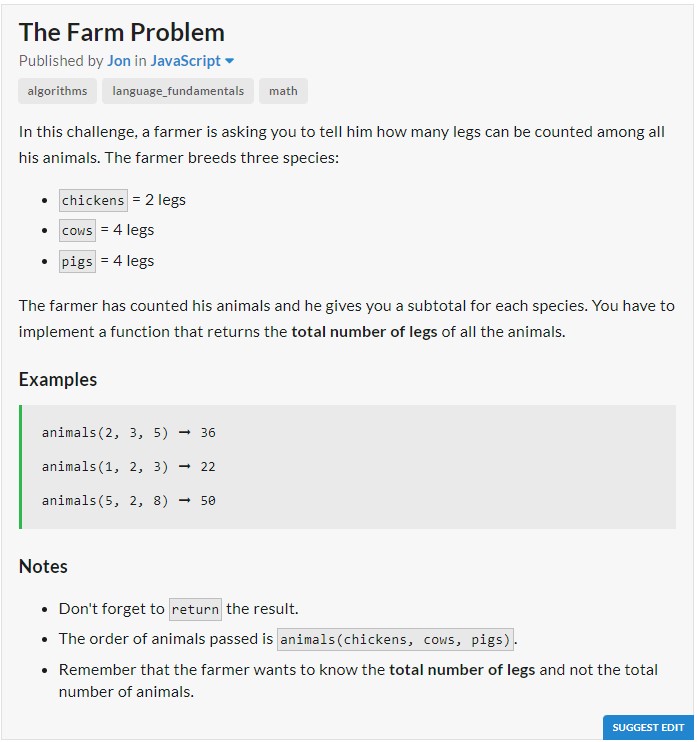 The Farm Problem
Published by Jon in JavaScript
algorithms language_fundamentals math
In this challenge, a farmer is asking you to tell him how many legs can be counted among all
his animals. The farmer breeds three species:
• chickens = 2 legs
• cows = 4 legs
• pigs = 4 legs
The farmer has counted his animals and he gives you a subtotal for each species. You have to
implement a function that returns the total number of legs of all the animals.
Examples
animals(2, 3, 5) → 36
animals(1, 2, 3) → 22
animals(5, 2, 8) → 50
Notes
• Don't forget to return the result.
• The order of animals passed is animals(chickens, cows, pigs).
• Remember that the farmer wants to know the total number of legs and not the total
number of animals.
SUGGEST EDIT